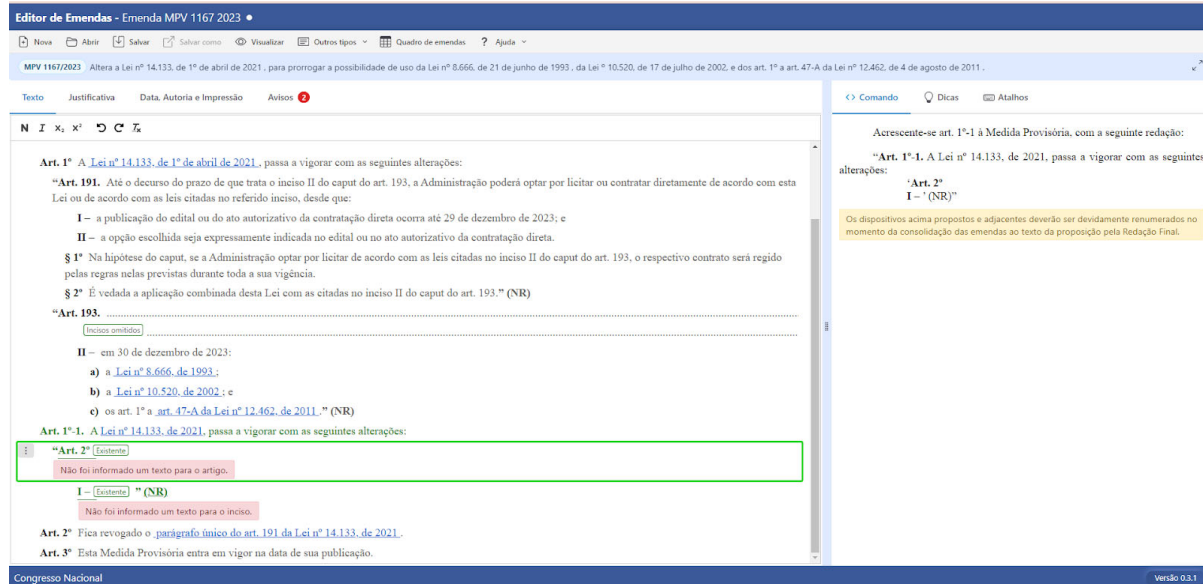 Editor de Emendas - Emenda MPV 1167 2023 ●
Nova Abrir Salvar Salvar como Visualizar Outros tipos Quadro de emendas ? Ajuda
MPV 1167/2023 Altera a Lei nº 14.133, de 1º de abril de 2021 , para prorrogar a possibilidade de uso da Lei nº 8.666, de 21 de junho de 1993 , da Lei º 10.520, de 17 de julho de 2002, e dos art. 1º a art. 47-A da Lei nº 12.462, de 4 de agosto de 2011 .
Texto Justificativa Data, Autoria e Impressão Avisos 2
N I x₂ x² Tx
Art. 1º A Lei nº 14.133, de 1º de abril de 2021 , passa a vigorar com as seguintes alterações:
“Art. 191. Até o decurso do prazo de que trata o inciso II do caput do art. 193, a Administração poderá optar por licitar ou contratar diretamente de acordo com esta
Lei ou de acordo com as leis citadas no referido inciso, desde que:
I – a publicação do edital ou do ato autorizativo da contratação direta ocorra até 29 de dezembro de 2023; e
II – a opção escolhida seja expressamente indicada no edital ou no ato autorizativo da contratação direta.
§ 1º Na hipótese do caput, se a Administração optar por licitar de acordo com as leis citadas no inciso II do caput do art. 193, o respectivo contrato será regido
pelas regras nelas previstas durante toda a sua vigência.
§ 2º É vedada a aplicação combinada desta Lei com as citadas no inciso II do caput do art. 193.” (NR)
“Art. 193. ........................................
Incisos omitidos ........................................
II – em 30 de dezembro de 2023:
a) a Lei nº 8.666, de 1993 ;
b) a Lei nº 10.520, de 2002 ; e
c) os art. 1º a art. 47-A da Lei nº 12.462, de 2011 .” (NR)
Art. 1º-1. A Lei nº 14.133, de 2021, passa a vigorar com as seguintes alterações:
“Art. 2º Existente
Não foi informado um texto para o artigo.
I – Existente ” (NR)
Não foi informado um texto para o inciso.
Art. 2º Fica revogado o parágrafo único do art. 191 da Lei nº 14.133, de 2021 .
Art. 3º Esta Medida Provisória entra em vigor na data de sua publicação.
<> Comando Dicas Atalhos
Acrescente-se art. 1º-1 à Medida Provisória, com a seguinte redação:
“Art. 1º-1. A Lei nº 14.133, de 2021, passa a vigorar com as seguintes
alterações:
‘Art. 2º
I – ’ (NR)”
Os dispositivos acima propostos e adjacentes deverão ser devidamente renumerados no
momento da consolidação das emendas ao texto da proposição pela Redação Final.
Congresso Nacional
Versão 0.3.1